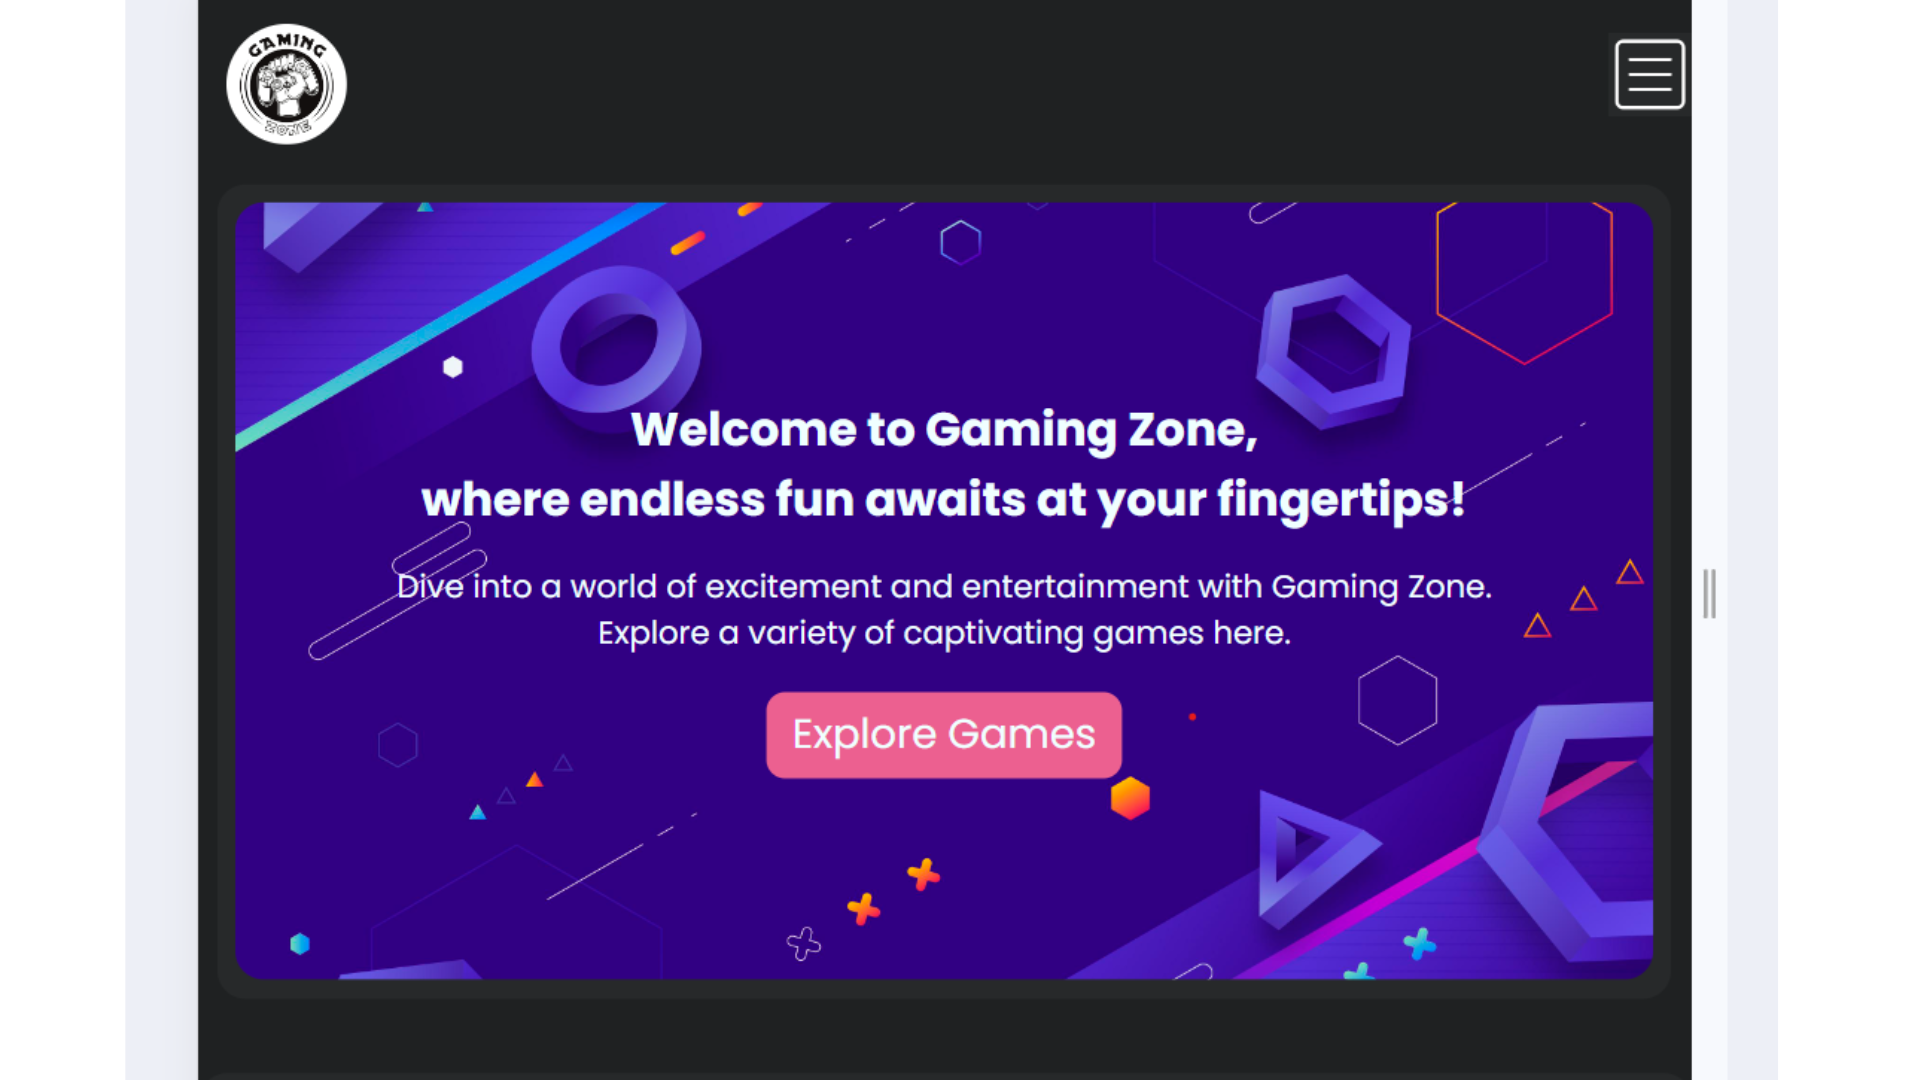 GAMING
ZONE
Welcome to Gaming Zone,
where endless fun awaits at your fingertips!
Dive into a world of excitement and entertainment with Gaming Zone.
Explore a variety of captivating games here.
Explore Games